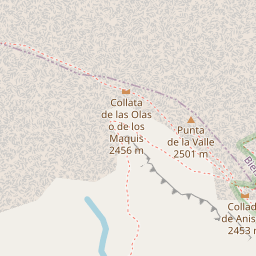 Collata
de las Olas
o de los
Maquis
2456 m
Punta
de la Valle
2501 m
Collad
de Anis
2453 m